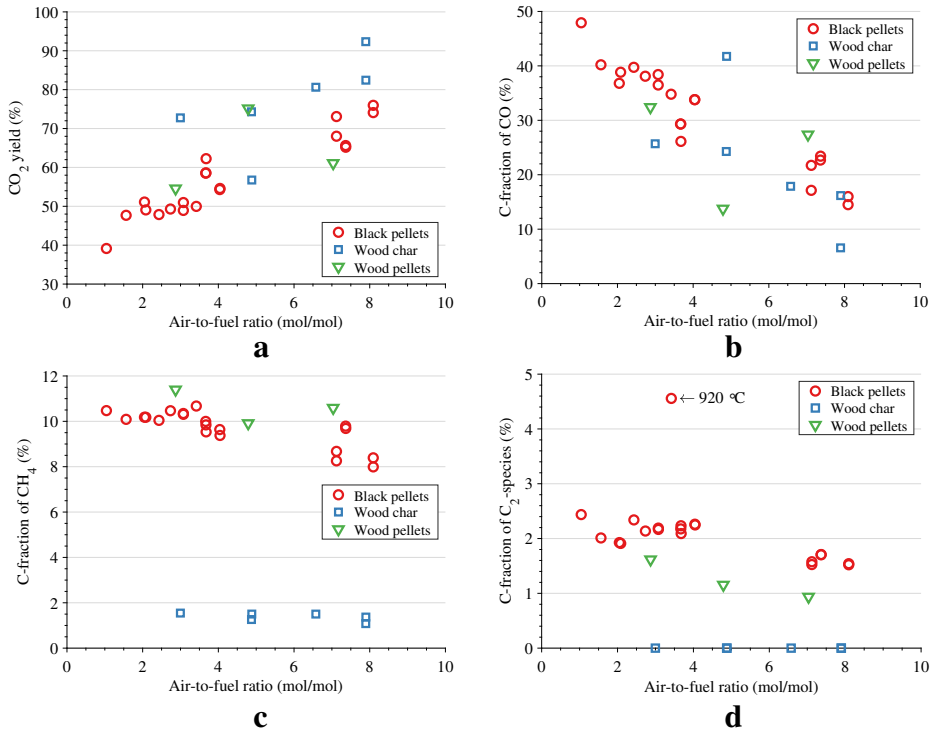 100
90
80
70
60
50
40
30
CO2 yield (%)
Black pellets
Wood char
Wood pellets
0 2 4 6 8 10
Air-to-fuel ratio (mol/mol)
a
50
40
30
20
10
0
C-fraction of CO (%)
Black pellets
Wood char
Wood pellets
0 2 4 6 8 10
Air-to-fuel ratio (mol/mol)
b
12
10
8
6
4
2
0
C-fraction of CH4 (%)
Black pellets
Wood char
Wood pellets
0 2 4 6 8 10
Air-to-fuel ratio (mol/mol)
c
5
4
3
2
1
0
C-fraction of C2-species (%)
← 920 °C
Black pellets
Wood char
Wood pellets
0 2 4 6 8 10
Air-to-fuel ratio (mol/mol)
d